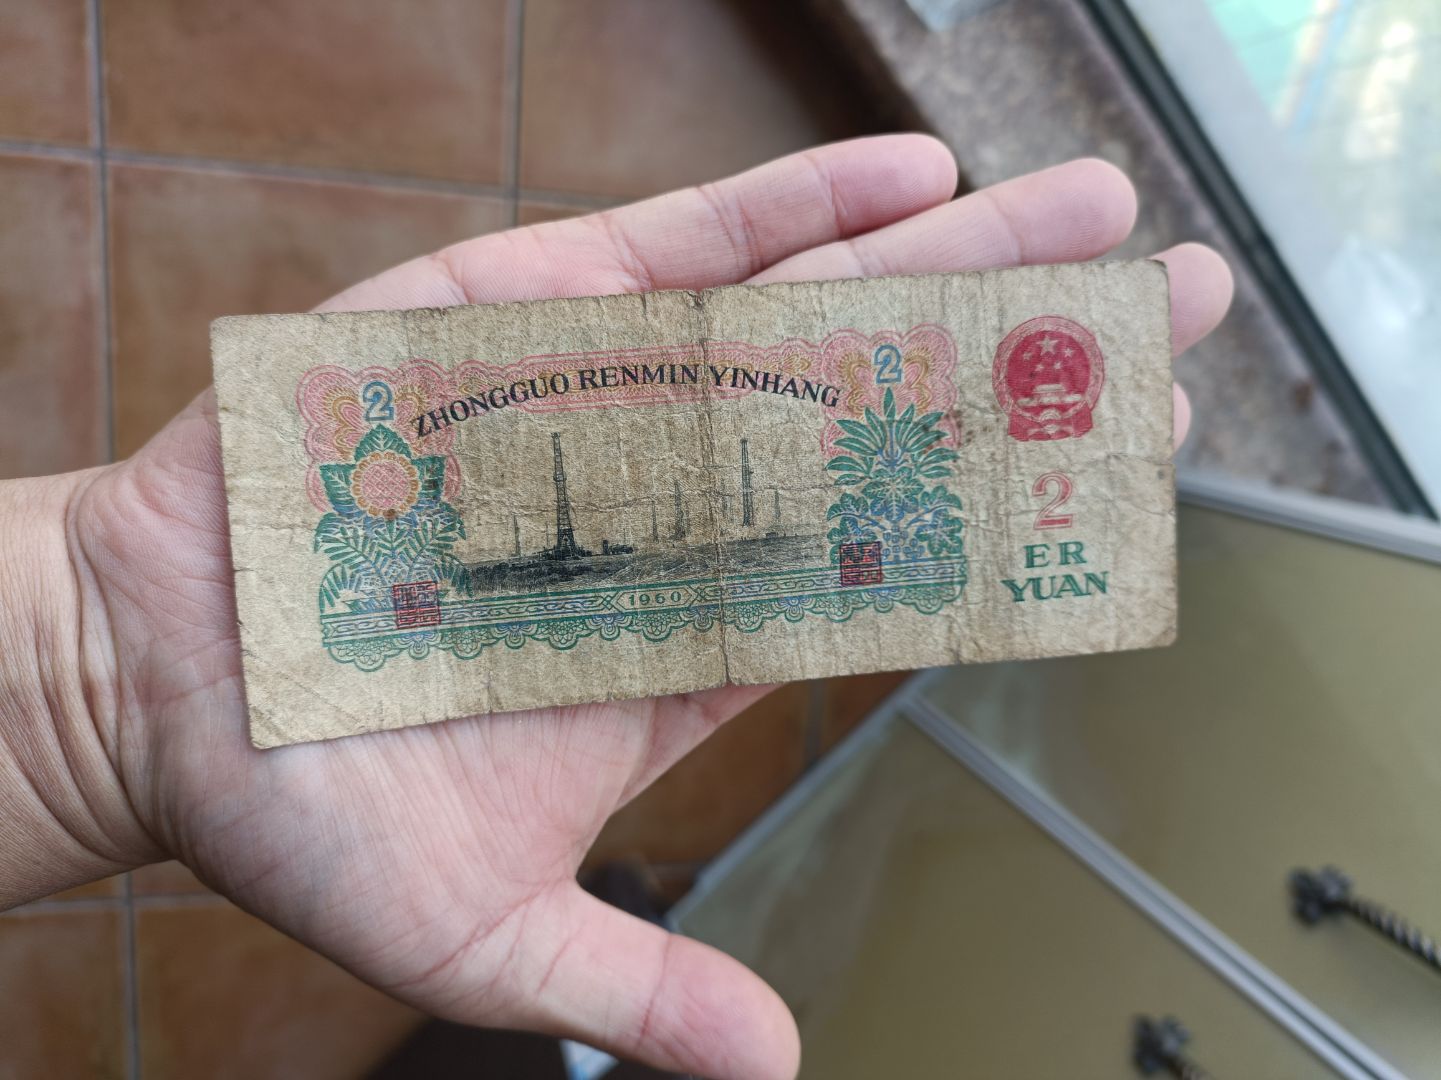 2
2
ZHONGGUO RENMIN YINHANG
2
ER
YUAN
1960